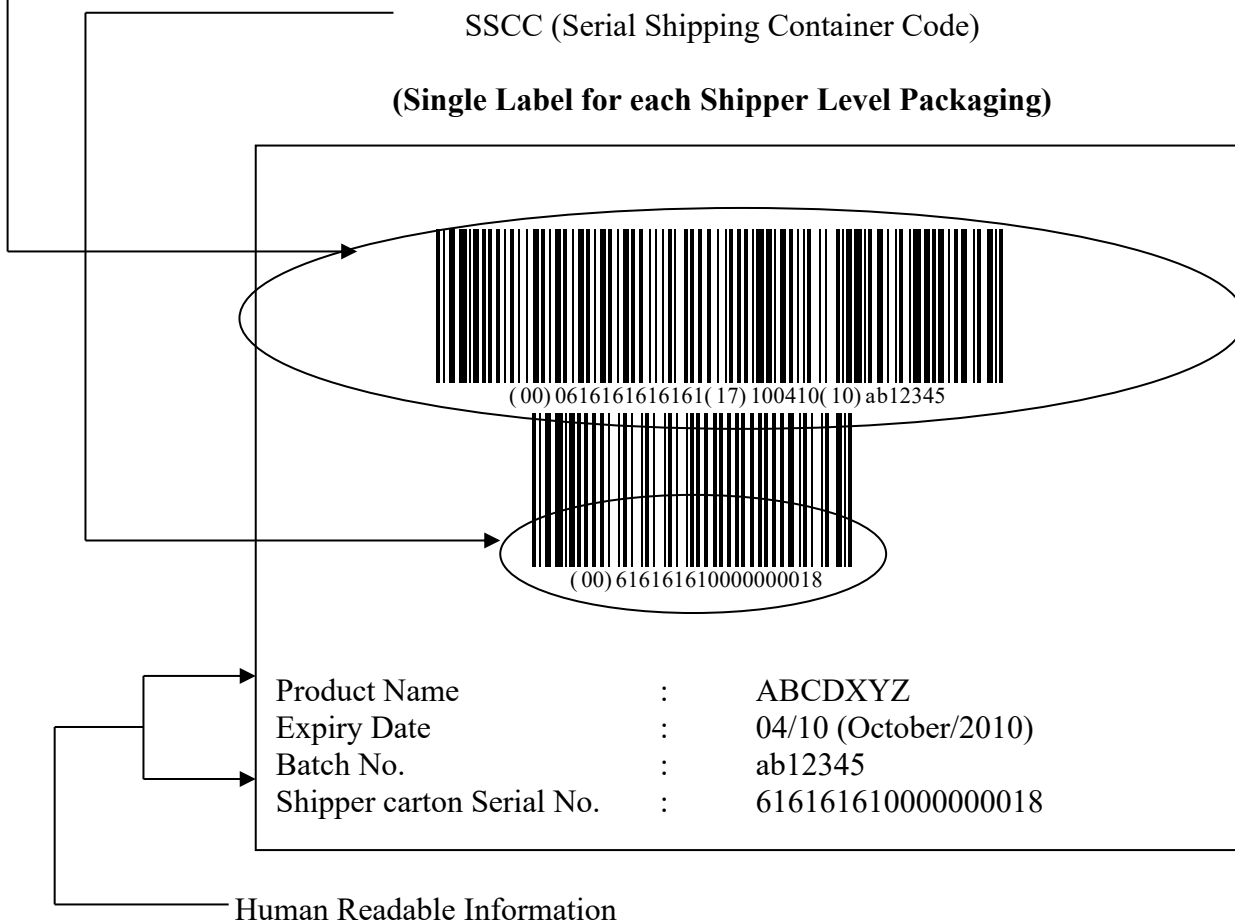 SSCC (Serial Shipping Container Code)
(Single Label for each Shipper Level Packaging)
(00)0616161616161(17)100410(10)ab12345
(00)616161610000000018
Product Name : ABCDXYZ
Expiry Date : 04/10 (October/2010)
Batch No. : ab12345
Shipper carton Serial No. : 616161610000000018
Human Readable Information